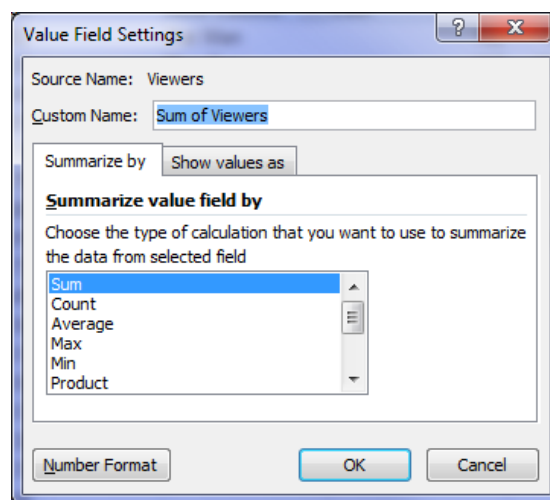 Value Field Settings
?
X
Source Name: Viewers
Custom Name: Sum of Viewers
Summarize by Show values as
Summarize value field by
Choose the type of calculation that you want to use to summarize
the data from selected field
Sum
Count
Average
Max
Min
Product
Number Format OK Cancel